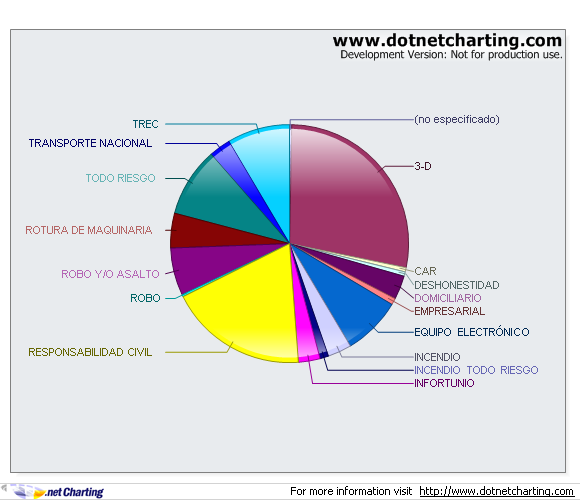 www.dotnetcharting.com
Development Version: Not for production use.
(no especificado)
TREC
TRANSPORTE NACIONAL
3-D
TODO RIESGO
ROTURA DE MAQUINARIA
ROBO Y/O ASALTO
CAR
DESHONESTIDAD
ROBO
DOMICILIARIO
EMPRESARIAL
EQUIPO ELECTRÓNICO
RESPONSABILIDAD CIVIL
INCENDIO
INCENDIO TODO RIESGO
INFORTUNIO
.net Charting
For more information visit http://www.dotnetcharting.com